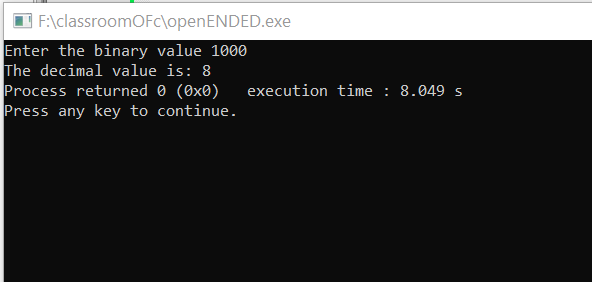 F:\classroomOFc\openENDED.exe
Enter the binary value 1000
The decimal value is: 8
Process returned 0 (0x0)   execution time : 8.049 s
Press any key to continue.